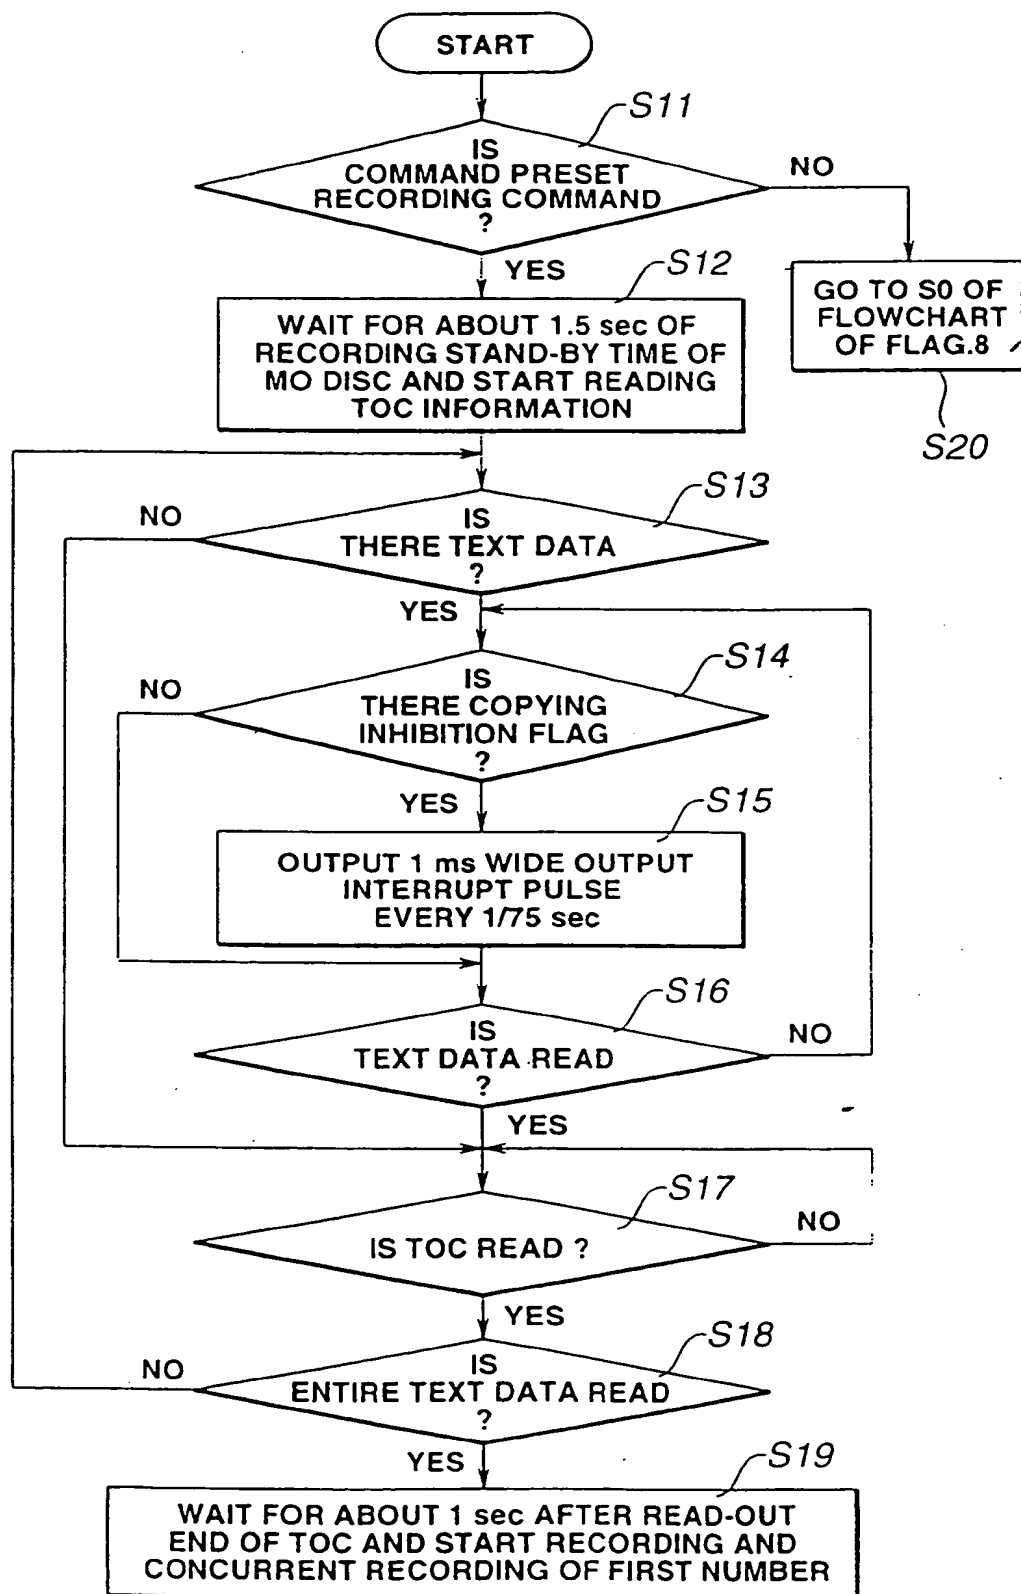 START
S11
IS
COMMAND PRESET
RECORDING COMMAND
?
NO
YES
S12
WAIT FOR ABOUT 1.5 sec OF
RECORDING STAND-BY TIME OF
MO DISC AND START READING
TOC INFORMATION
GO TO S0 OF
FLOWCHART
OF FLAG.8
S20
S13
NO
IS
THERE TEXT DATA
?
YES
S14
NO
IS
THERE COPYING
INHIBITION FLAG
?
YES
S15
OUTPUT 1 ms WIDE OUTPUT
INTERRUPT PULSE
EVERY 1/75 sec
S16
IS
TEXT DATA READ
?
NO
YES
S17
IS TOC READ ?
NO
YES
S18
NO
IS
ENTIRE TEXT DATA READ
?
YES
S19
WAIT FOR ABOUT 1 sec AFTER READ-OUT
END OF TOC AND START RECORDING AND
CONCURRENT RECORDING OF FIRST NUMBER